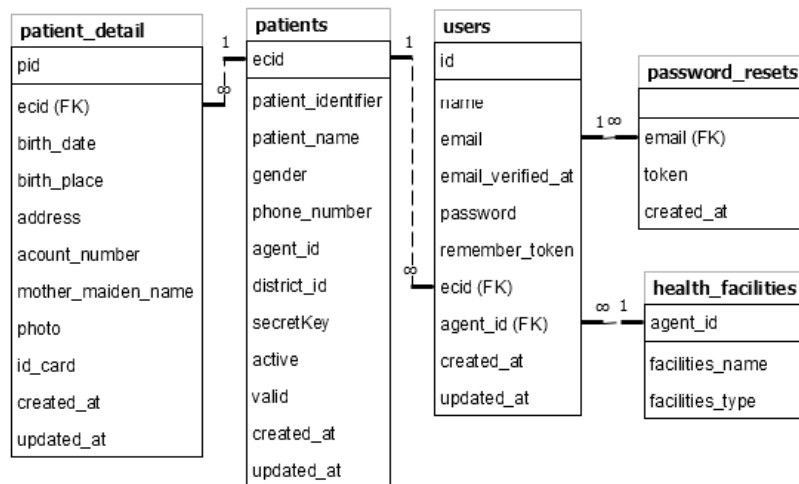 patient_detail
pid
ecid (FK)
birth_date
birth_place
address
acount_number
mother_maiden_name
photo
id_card
created_at
updated_at
1
∞
patients
ecid
patient_identifier
patient_name
gender
phone_number
agent_id
district_id
secretKey
active
valid
created_at
updated_at
1
∞
users
id
name
email
email_verified_at
password
remember_token
ecid (FK)
agent_id (FK)
created_at
updated_at
1 ∞
password_resets
email (FK)
token
created_at
∞ 1
health_facilities
agent_id
facilities_name
facilities_type